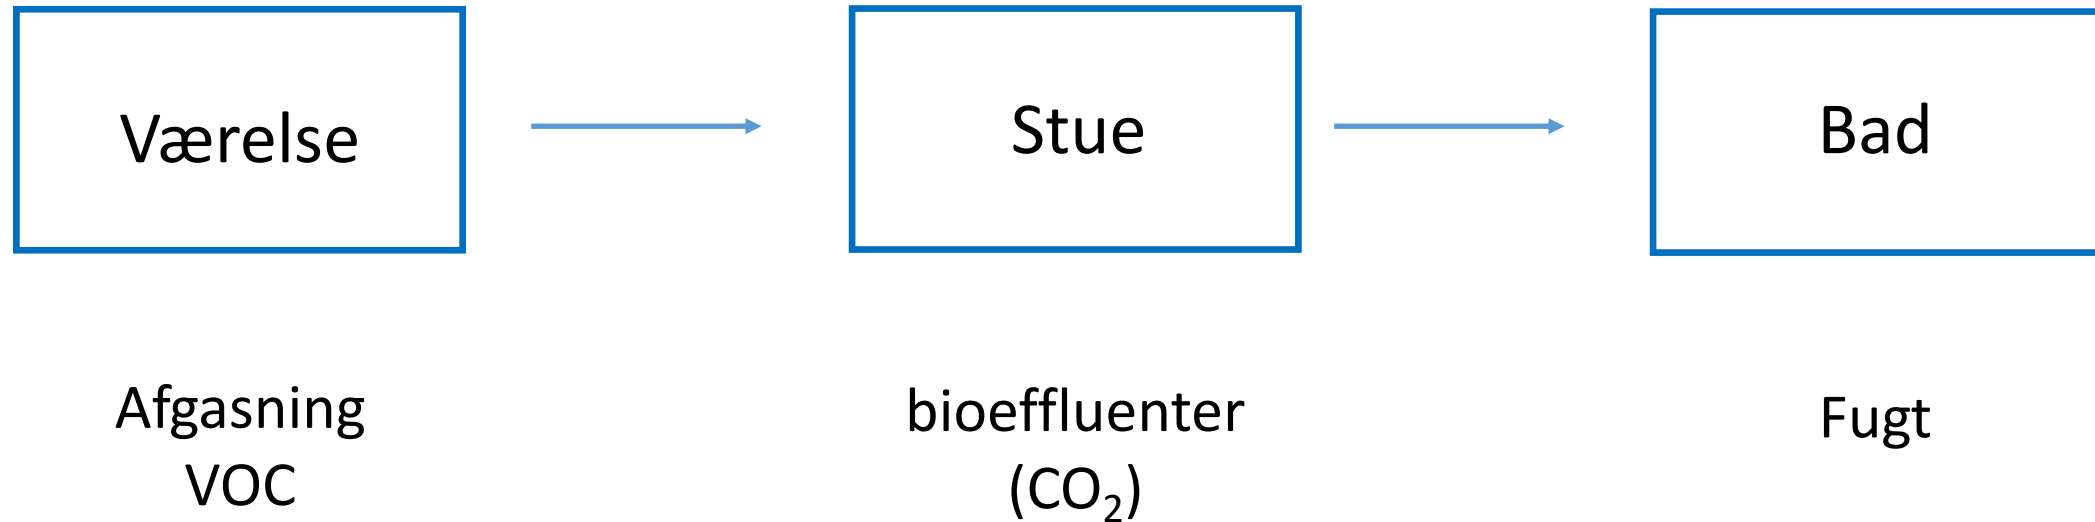 Værelse
Stue
Bad
Afgasning
VOC
bioeffluenter
(CO₂)
Fugt